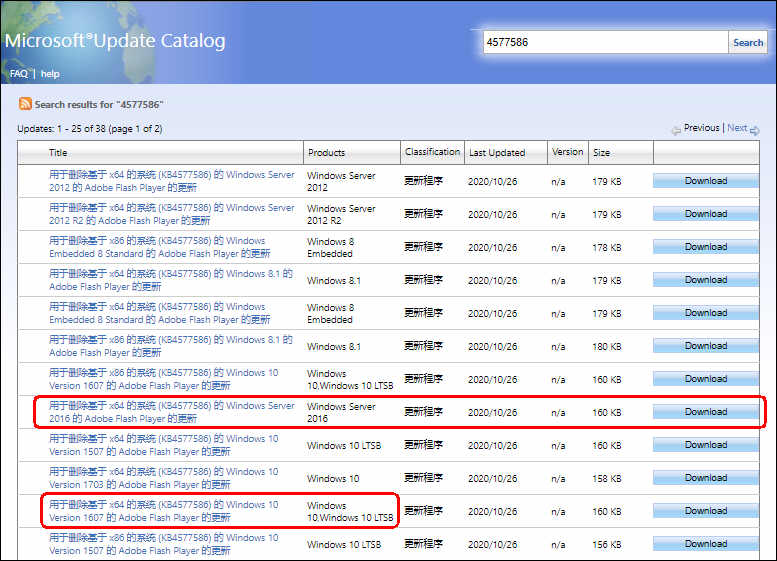 Microsoft®Update Catalog
4577586
Search
FAQ | help
Search results for "4577586"
Updates: 1 - 25 of 38 (page 1 of 2)
Previous | Next
Title Products Classification Last Updated Version Size
用于删除基于 x64 的系统 (KB4577586) 的 Windows Server
2012 的 Adobe Flash Player 的更新
Windows Server
2012
更新程序 2020/10/26 n/a 179 KB Download
用于删除基于 x64 的系统 (KB4577586) 的 Windows Server
2012 R2 的 Adobe Flash Player 的更新
Windows Server
2012 R2
更新程序 2020/10/26 n/a 179 KB Download
用于删除基于 x86 的系统 (KB4577586) 的 Windows
Embedded 8 Standard 的 Adobe Flash Player 的更新
Windows 8
Embedded
更新程序 2020/10/26 n/a 178 KB Download
用于删除基于 x64 的系统 (KB4577586) 的 Windows 8.1 的
Adobe Flash Player 的更新
Windows 8.1
更新程序 2020/10/26 n/a 179 KB Download
用于删除基于 x64 的系统 (KB4577586) 的 Windows
Embedded 8 Standard 的 Adobe Flash Player 的更新
Windows 8
Embedded
更新程序 2020/10/26 n/a 179 KB Download
用于删除基于 x86 的系统 (KB4577586) 的 Windows 8.1 的
Adobe Flash Player 的更新
Windows 8.1
更新程序 2020/10/26 n/a 180 KB Download
用于删除基于 x86 的系统 (KB4577586) 的 Windows 10
Version 1607 的 Adobe Flash Player 的更新
Windows
10,Windows 10 LTSB
更新程序 2020/10/26 n/a 160 KB Download
用于删除基于 x64 的系统 (KB4577586) 的 Windows Server
2016 的 Adobe Flash Player 的更新
Windows Server
2016
更新程序 2020/10/26 n/a 160 KB Download
用于删除基于 x64 的系统 (KB4577586) 的 Windows 10
Version 1507 的 Adobe Flash Player 的更新
Windows 10 LTSB
更新程序 2020/10/26 n/a 160 KB Download
用于删除基于 x64 的系统 (KB4577586) 的 Windows 10
Version 1703 的 Adobe Flash Player 的更新
Windows 10
更新程序 2020/10/26 n/a 158 KB Download
用于删除基于 x64 的系统 (KB4577586) 的 Windows 10
Version 1607 的 Adobe Flash Player 的更新
Windows
10,Windows 10 LTSB
更新程序 2020/10/26 n/a 160 KB Download
用于删除基于 x86 的系统 (KB4577586) 的 Windows 10
Version 1507 的 Adobe Flash Player 的更新
Windows 10 LTSB
更新程序 2020/10/26 n/a 156 KB Download